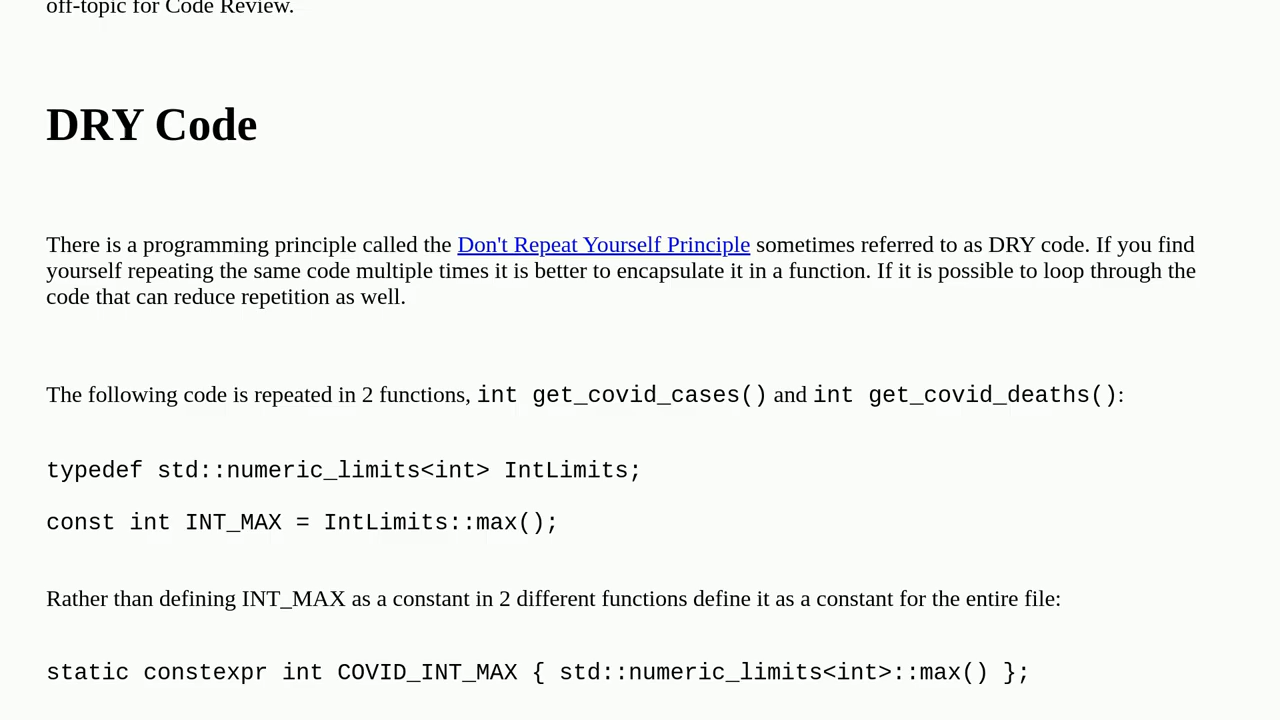 off-topic for Code Review.
DRY Code
There is a programming principle called the Don't Repeat Yourself Principle sometimes referred to as DRY code. If you find
yourself repeating the same code multiple times it is better to encapsulate it in a function. If it is possible to loop through the
code that can reduce repetition as well.
The following code is repeated in 2 functions, int get_covid_cases() and int get_covid_deaths():
typedef std::numeric_limits<int> IntLimits;
const int INT_MAX = IntLimits::max();
Rather than defining INT_MAX as a constant in 2 different functions define it as a constant for the entire file:
static constexpr int COVID_INT_MAX { std::numeric_limits<int>::max() };